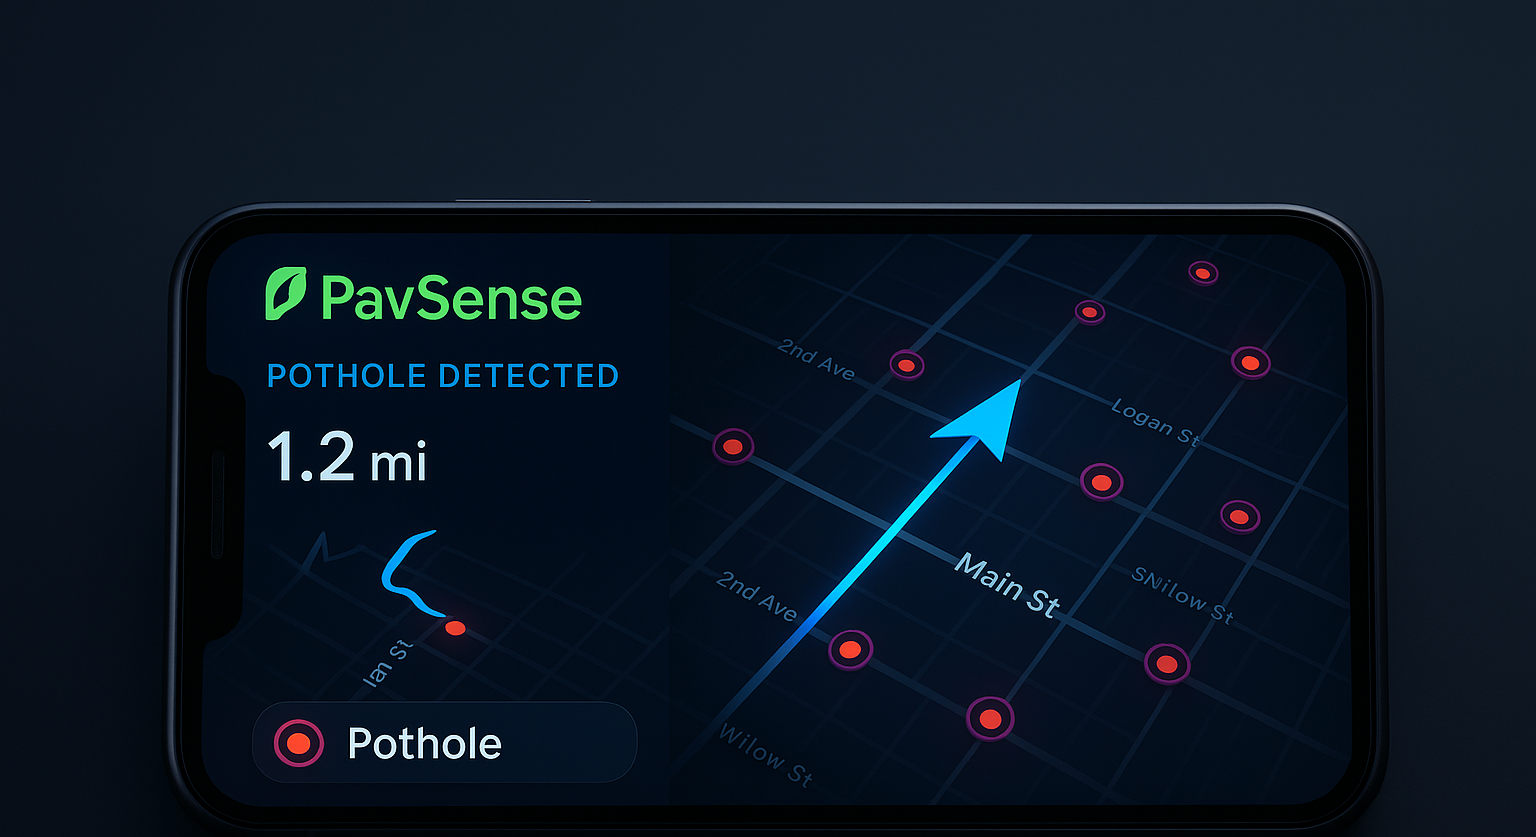 PavSense
POTHOLE DETECTED
1.2 mi
Ian St
Pothole
2nd Ave
Logan St
Main St
2nd Ave
SNilow St
Wilow St